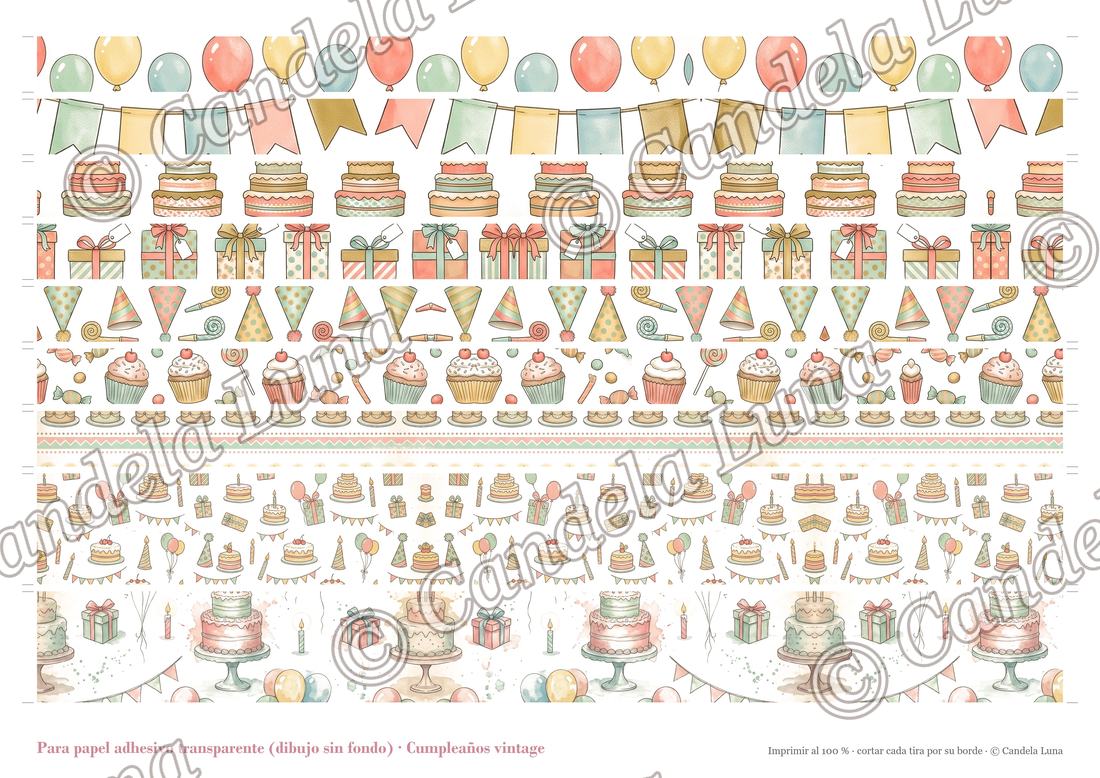 © Candela Luna
© Candela Luna
© Candela Luna
© Candela Luna
Para papel adhesivo transparente (dibujo sin fondo) · Cumpleaños vintage
Imprimir al 100 % · cortar cada tira por su borde · © Candela Luna